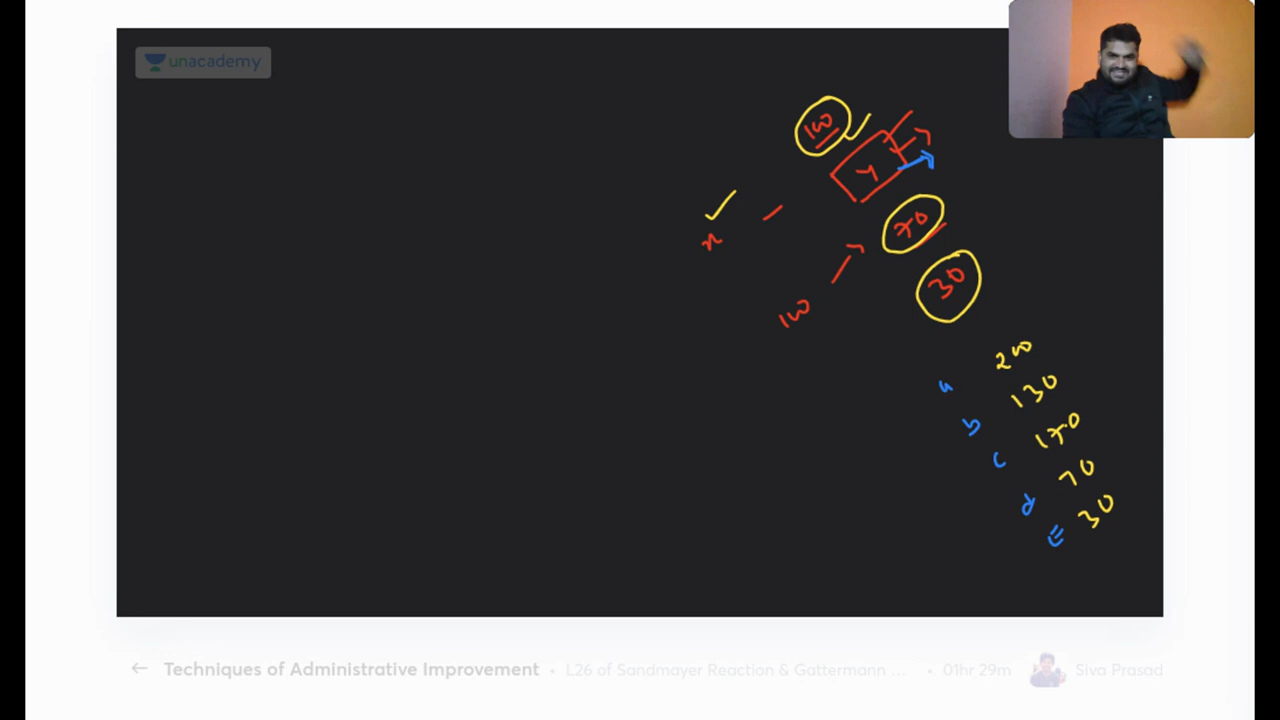 unacademy
100
Y
70
x
30
100
a 200
b 130
c 170
d 70
E 30
← Techniques of Administrative Improvement • L26 of Sandmayer Reaction & Gattermann ... • 01hr 29m Siva Prasad